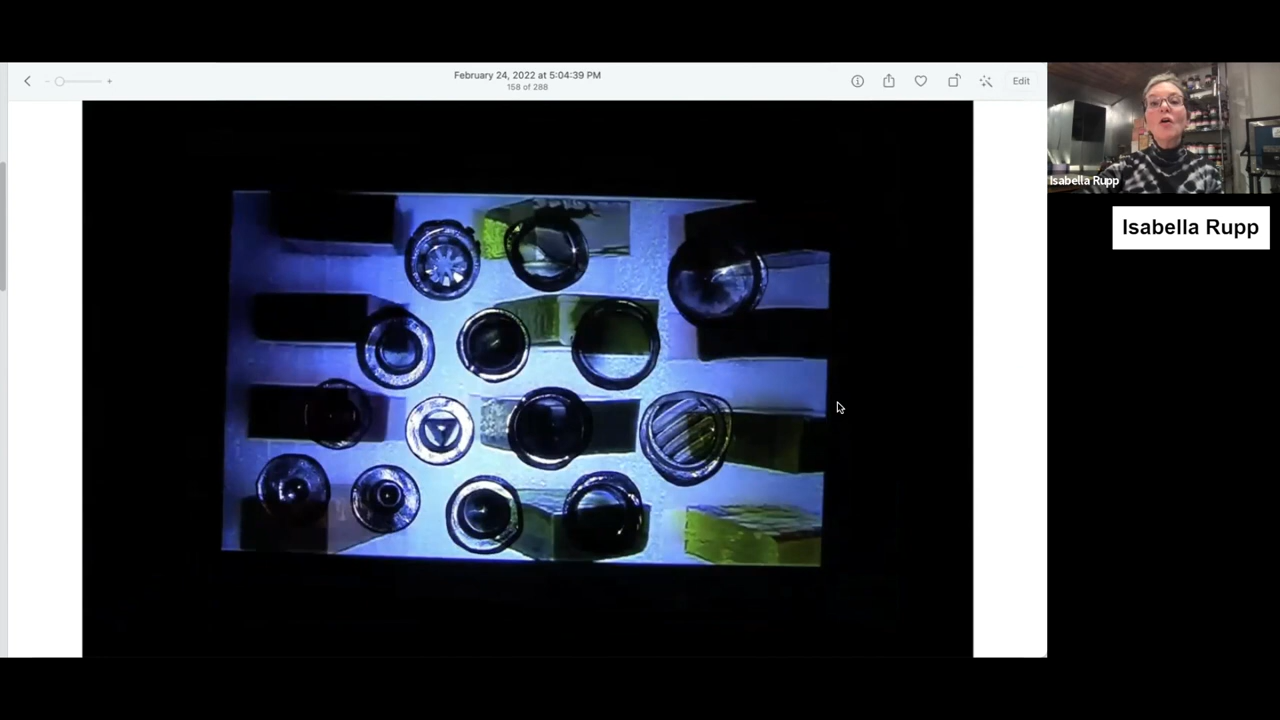 February 24, 2022 at 5:04:39 PM
158 of 288
Edit
Isabella Rupp
Isabella Rupp